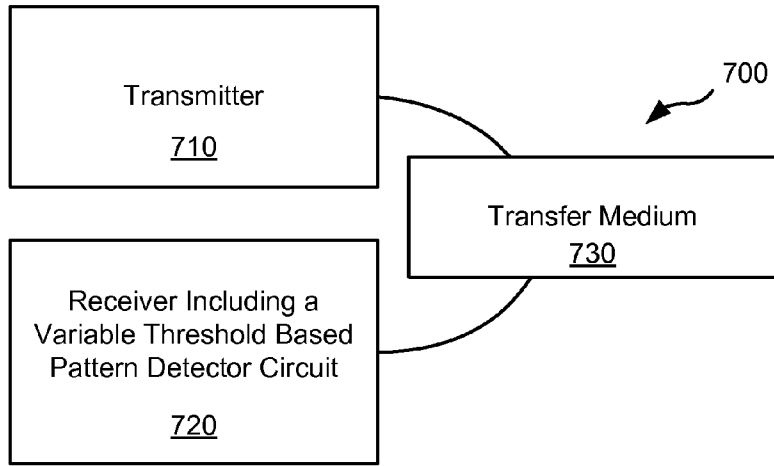 Transmitter
710
700
Transfer Medium
730
Receiver Including a
Variable Threshold Based
Pattern Detector Circuit
720